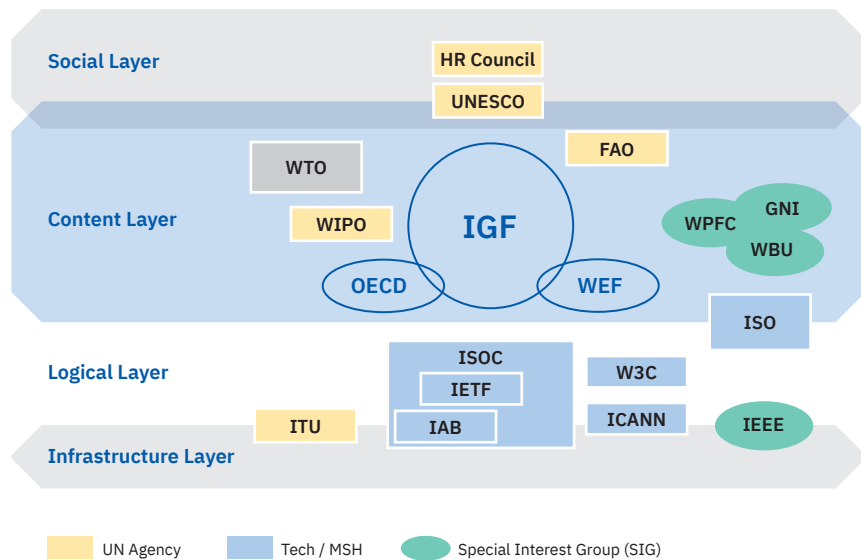 Social Layer
HR Council
UNESCO
FAO
WTO
Content Layer
WIPO
IGF
GNI
WPFC
WBU
OECD
WEF
ISO
Logical Layer
ISOC
IETF
W3C
IAB
ICANN
ITU
IEEE
Infrastructure Layer
UN Agency
Tech / MSH
Special Interest Group (SIG)